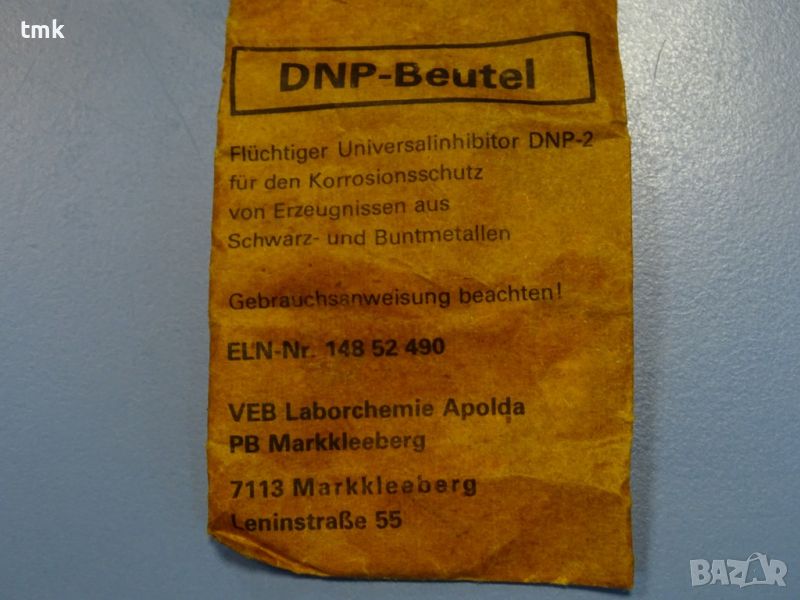 tmk
DNP-Beutel
Flüchtiger Universalinhibitor DNP-2
für den Korrosionsschutz
von Erzeugnissen aus
Schwarz- und Buntmetallen
Gebrauchsanweisung beachten!
ELN-Nr. 148 52 490
VEB Laborchemie Apolda
PB Markkleeberg
7113 Markkleeberg
Leninstraße 55
BAZAR